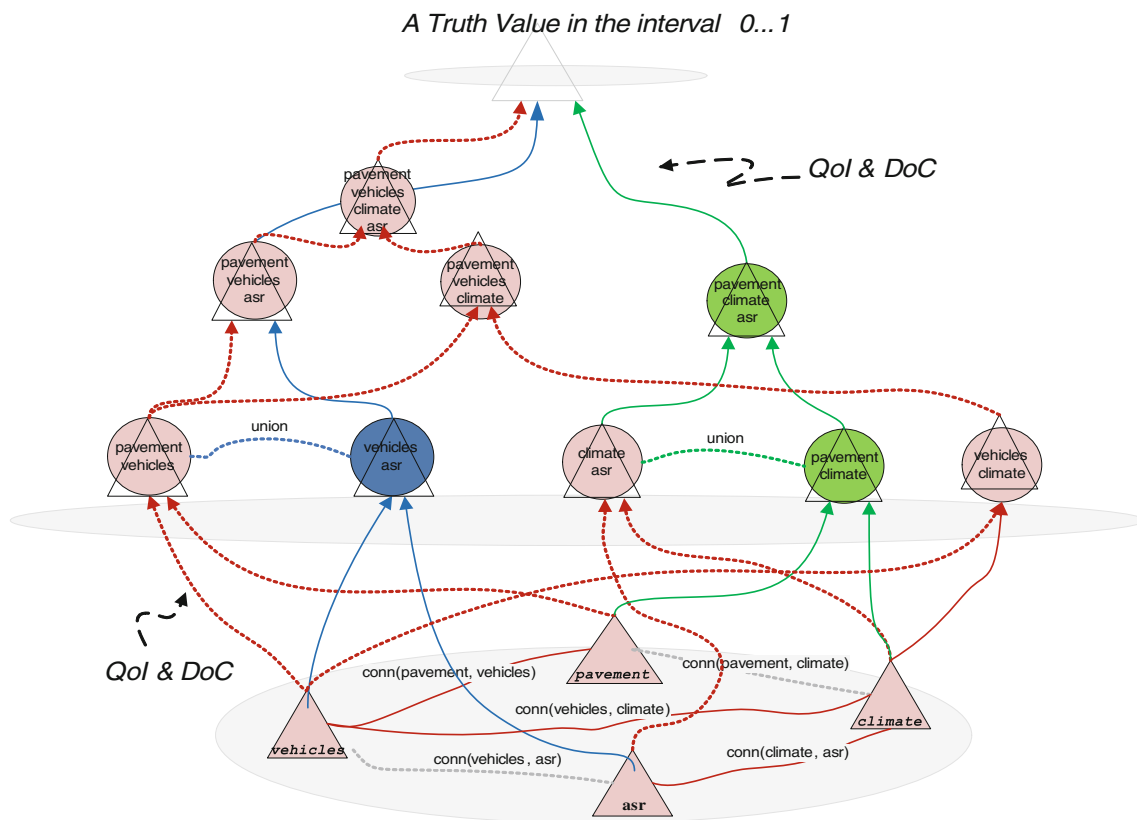 A Truth Value in the interval 0...1
QoI & DoC
pavement
vehicles
climate
asr
pavement
vehicles
asr
pavement
vehicles
climate
pavement
climate
asr
union
union
pavement
vehicles
vehicles
asr
climate
asr
pavement
climate
vehicles
climate
QoI & DoC
conn(pavement, vehicles)
pavement
conn(pavement, climate)
conn(vehicles, climate)
climate
vehicles
conn(vehicles, asr)
conn(climate, asr)
asr